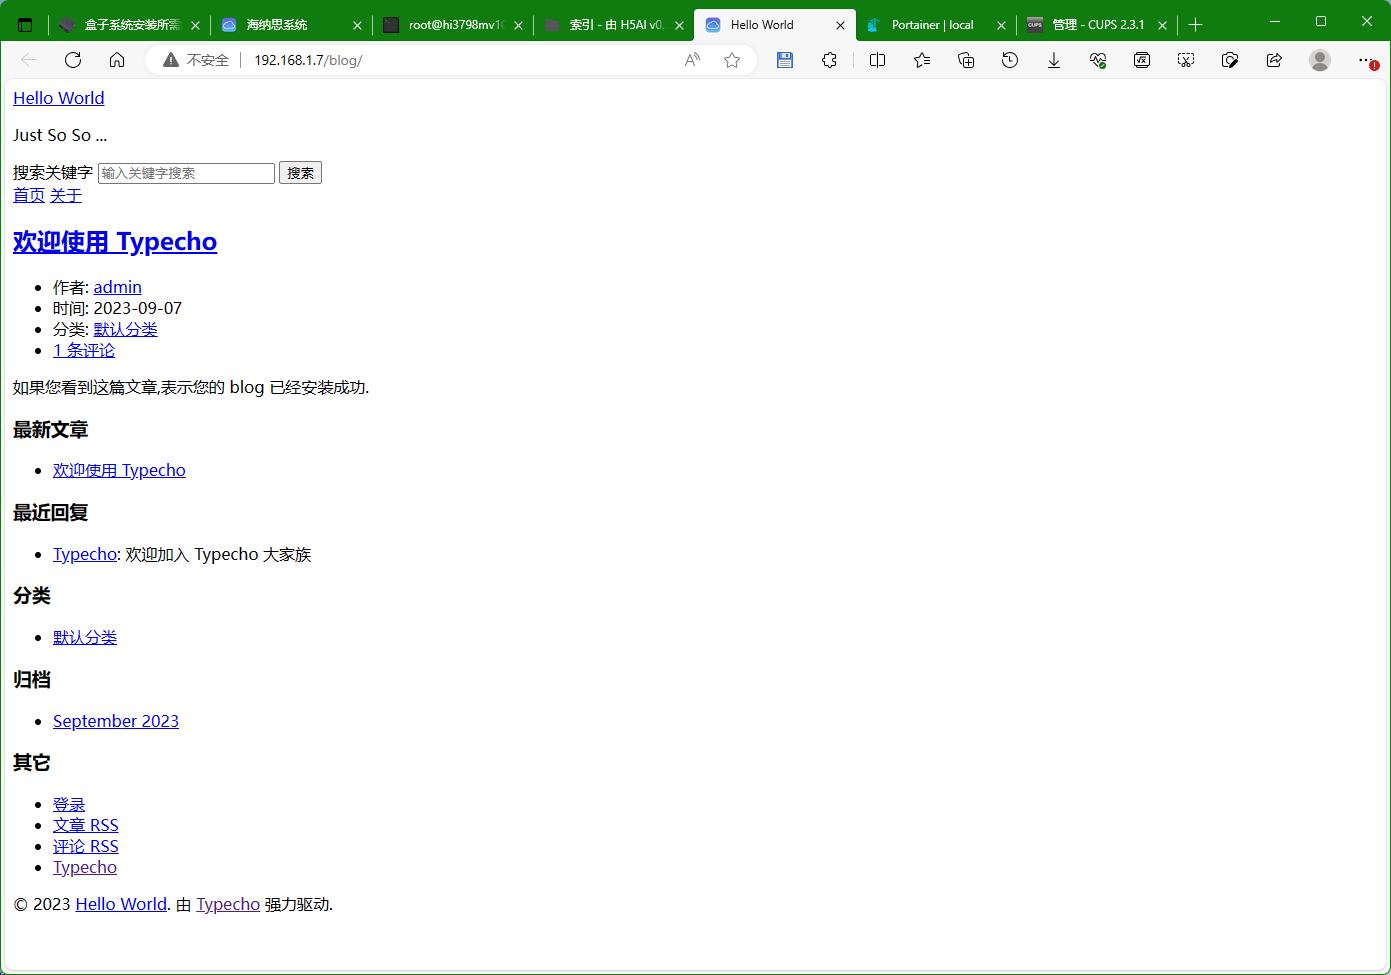 盒子系统安装所需
海纳思系统
root@hi3798mv10
索引 - 由 H5AI v0.
Hello World
Portainer | local
管理 - CUPS 2.3.1
不安全
192.168.1.7/blog/
Hello World
Just So So ...
搜索关键字 输入关键字搜索 搜索
首页 关于
欢迎使用 Typecho
作者: admin
时间: 2023-09-07
分类: 默认分类
1 条评论
如果您看到这篇文章,表示您的 blog 已经安装成功.
最新文章
欢迎使用 Typecho
最近回复
Typecho: 欢迎加入 Typecho 大家族
分类
默认分类
归档
September 2023
其它
登录
文章 RSS
评论 RSS
Typecho
© 2023 Hello World. 由 Typecho 强力驱动.